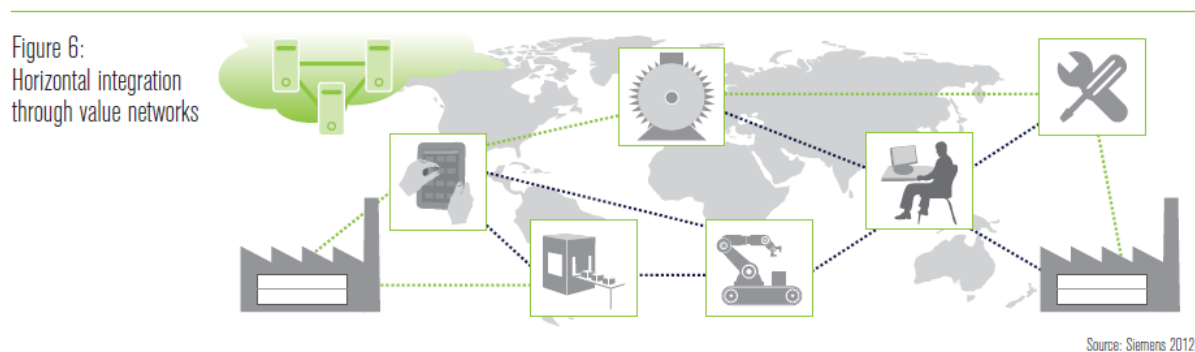 Figure 6:
Horizontal integration
through value networks
Source: Siemens 2012